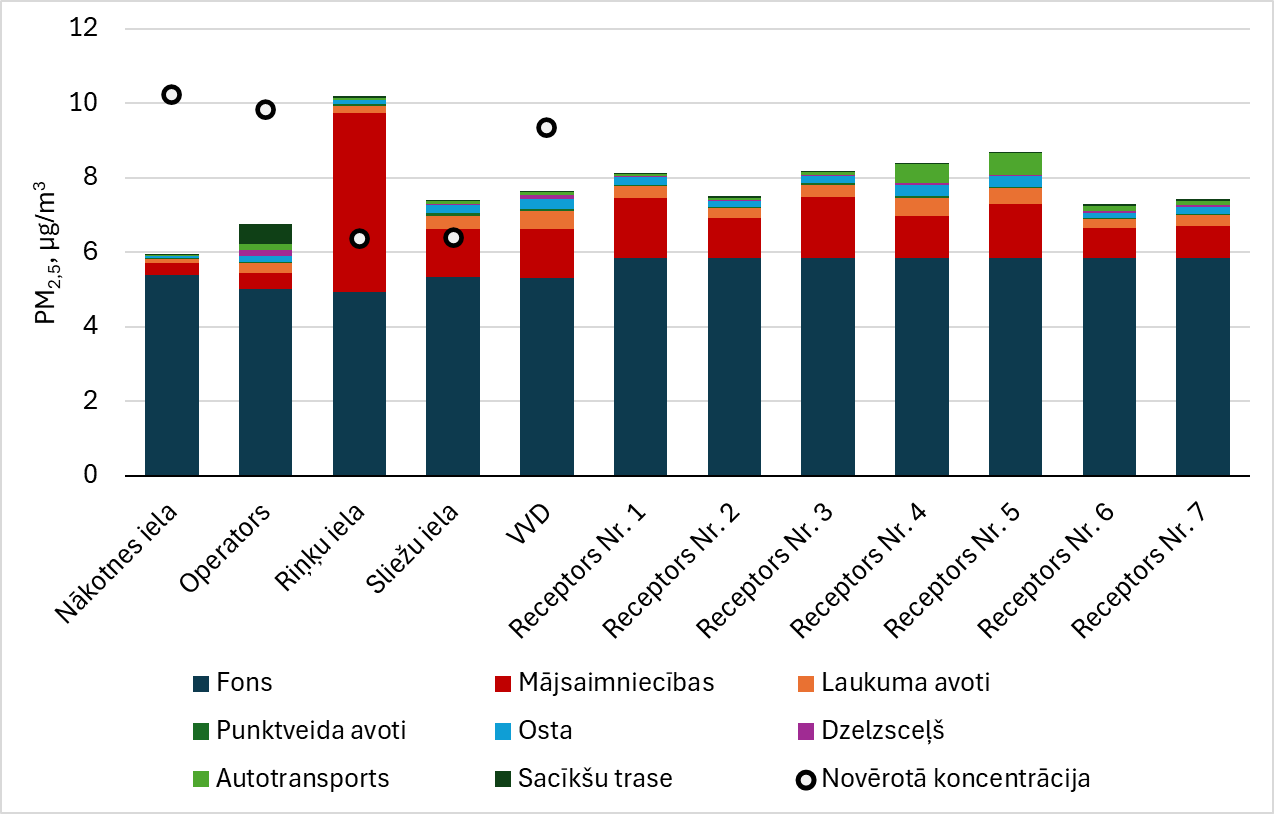 12
10
8
6
4
2
0
PM2,5, µg/m³
Nākotnes iela
Operators
Riņķu iela
Sliežu iela
VVD
Receptors Nr. 1
Receptors Nr. 2
Receptors Nr. 3
Receptors Nr. 4
Receptors Nr. 5
Receptors Nr. 6
Receptors Nr. 7
Fons
Mājsaimniecības
Laukuma avoti
Punktveida avoti
Osta
Dzelzsceļš
Autotransports
Sacīkšu trase
Novērotā koncentrācija